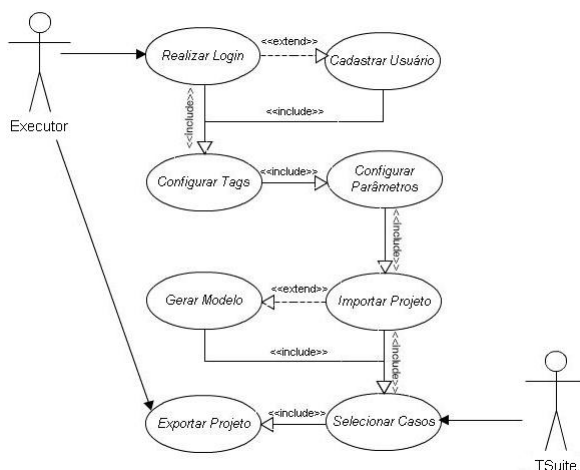 Realizar Login
<<extend>>
Cadastrar Usuário
Executor
<<include>>
<<include>>
Configurar Tags
<<include>>
Configurar
Parâmetros
<<include>>
Gerar Modelo
<<extend>>
Importar Projeto
<<include>>
<<include>>
Exportar Projeto
<<include>>
Selecionar Casos
TSuite